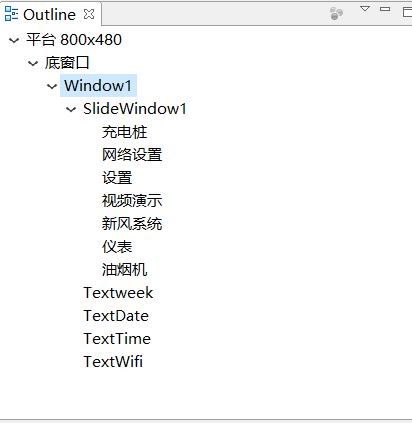 Outline
平台 800x480
底窗口
Window1
SlideWindow1
充电桩
网络设置
设置
视频演示
新风系统
仪表
油烟机
Textweek
TextDate
TextTime
TextWifi